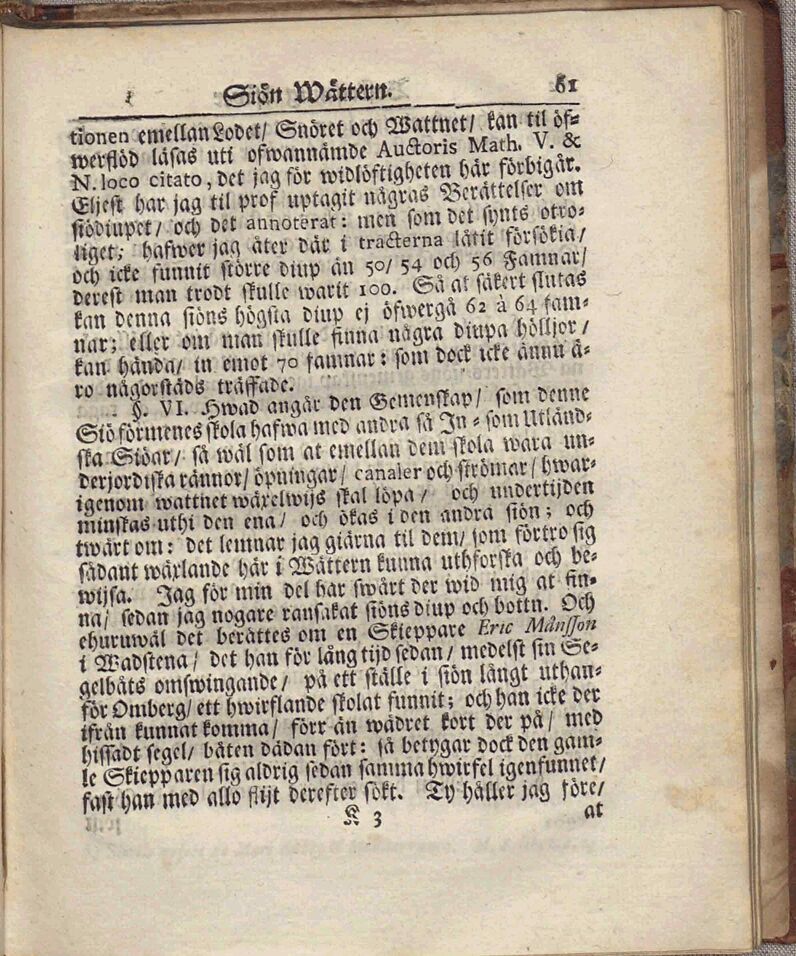 Siön Wättern. 61
tionen emellan Lodet/ Snöret och Wattnet/ kan til öf-
werflöd läsas uti ofwannämde Auctoris Math. V. &
N. loco citato, det jag för widlöftigheten här förbigår.
Eljest har jag til prof uptagit någras Berättelser om
siödiupet/ och det annoterat: men som det synts otro-
liget; hafwer jag åter där i tracterna låtit försökia/
och icke funnit större diup än 50/ 54 och 56 Famnar/
derest man trodt skulle warit 100. Så at säkert slutas
kan denna siöns högsta diup ej öfwergå 62 à 64 fam-
nar; eller om man skulle finna några diupa hölljor/
kan hända/ in emot 70 famnar: som dock icke ännu ä-
ro någorstäds träffade.
§. VI. Hwad angår den Gemenskap/ som denne
Siö förmenes skola hafwa med andra så In- som Utländ-
ska Siöar/ så wäl som at emellan dem skola wara un-
derjordiska rännor/ öpningar/ canaler och strömar/ hwar-
igenom wattnet wäxelwijs skal löpa/ och undertijden
minskas uthi den ena/ och ökas i den andra siön; och
twärt om: det lemnar jag giärna til dem/ som förtro sig
sådant wäxlande här i Wättern kunna uthforska och be-
wijsa. Jag för min del har swårt der wid mig at fin-
na/ sedan jag nogare ransakat siöns diup och bottn. Och
ehuruwäl det berättes om en Skieppare Eric Månsson
i Wadstena/ det han för lång tijd sedan/ medelst sin Se-
gelbåts omswingande/ på ett ställe i siön långt uthan-
för Omberg/ ett hwirflande skolat funnit; och han icke der
ifrån kunnat komma/ förr än wädret kort der på/ med
hissadt segel/ båten dädan fört: så betygar dock den gam-
le Skiepparen sig aldrig sedan samma hwirfel igenfunnet/
fast han med allo flijt derefter sökt. Ty håller jag före/
K 3 at